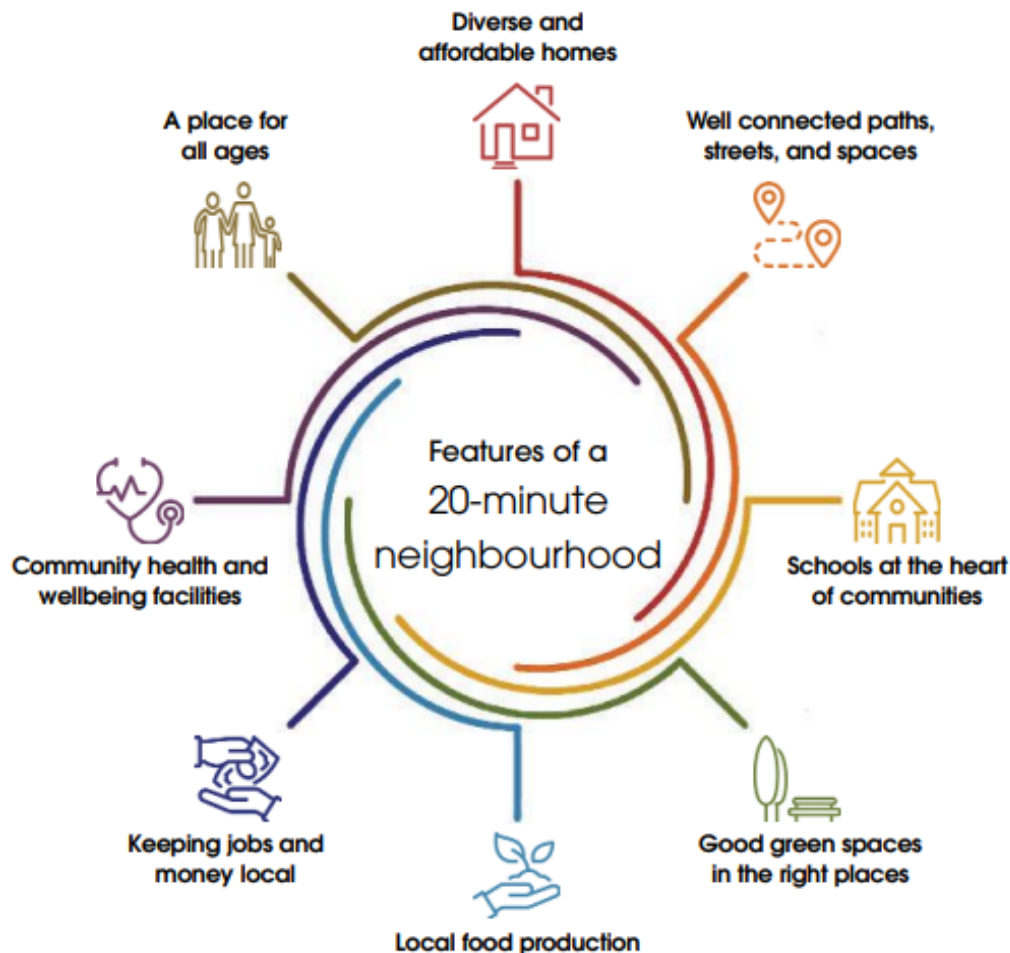 Diverse and
affordable homes
A place for
all ages
Well connected paths,
streets, and spaces
Features of a
20-minute
neighbourhood
Community health and
wellbeing facilities
Schools at the heart
of communities
Keeping jobs and
money local
Good green spaces
in the right places
Local food production